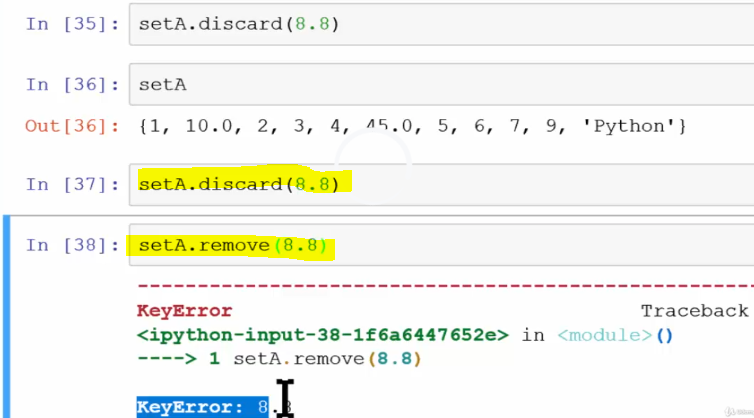 In [35]: setA.discard(8.8)
In [36]: setA
Out[36]: {1, 10.0, 2, 3, 4, 45.0, 5, 6, 7, 9, 'Python'}
In [37]: setA.discard(8.8)
In [38]: setA.remove(8.8)
---------------------------------------------------------------------------
KeyError Traceback
<ipython-input-38-1f6a6447652e> in <module>()
----> 1 setA.remove(8.8)
KeyError: 8.8